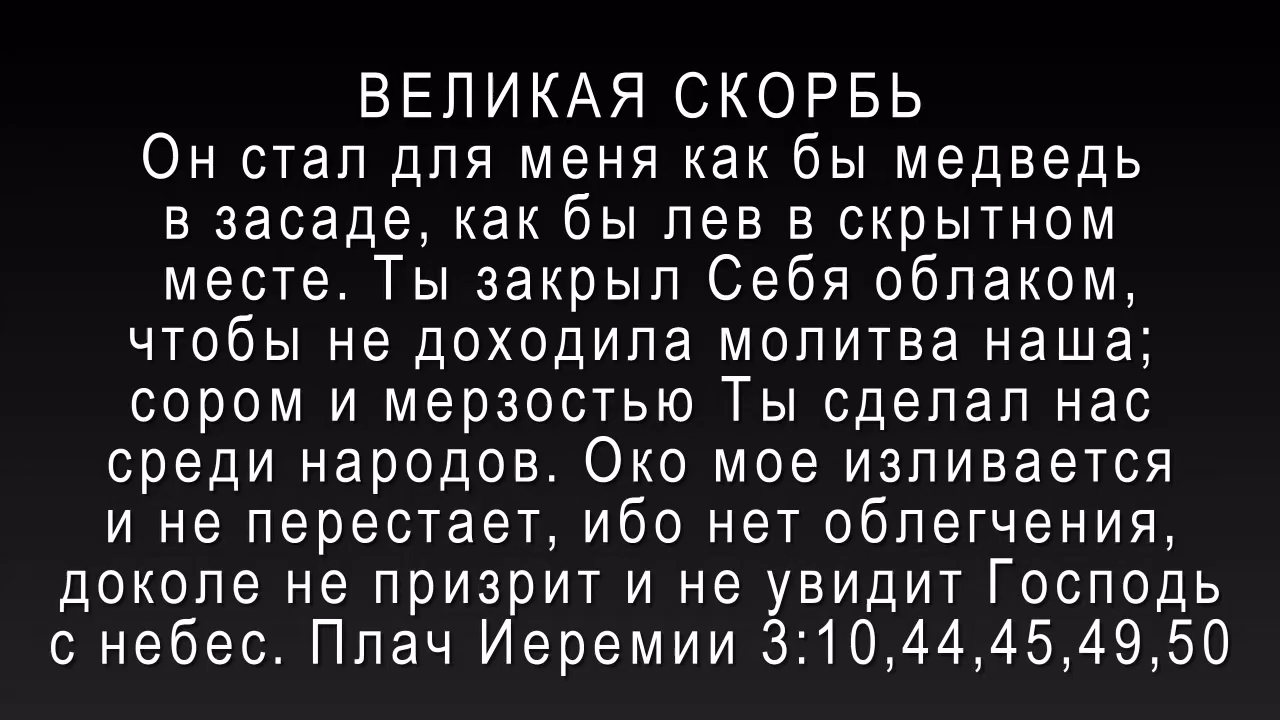 ВЕЛИКАЯ СКОРБЬ
Он стал для меня как бы медведь
в засаде, как бы лев в скрытном
месте. Ты закрыл Себя облаком,
чтобы не доходила молитва наша;
сором и мерзостью Ты сделал нас
среди народов. Око мое изливается
и не перестает, ибо нет облегчения,
доколе не призрит и не увидит Господь
с небес. Плач Иеремии 3:10,44,45,49,50